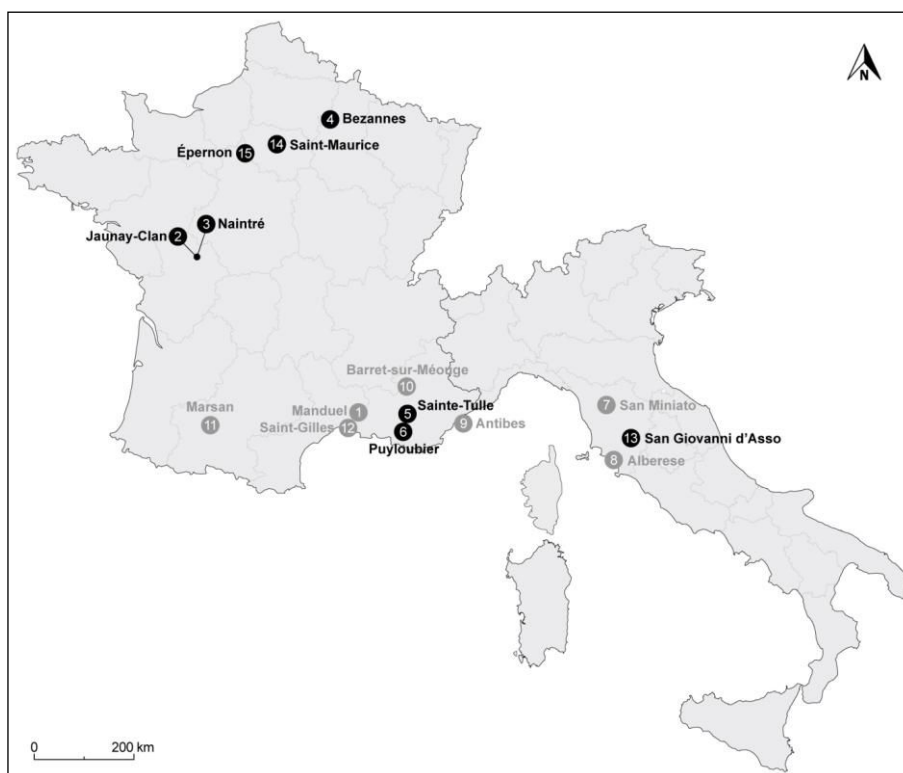 N
4 Bezannes
14 Saint-Maurice
Épernon 15
3 Naintré
Jaunay-Clan 2
Barret-sur-Méonge
10
Marsan
11
Manduel 1
Saint-Gilles 12
5 Sainte-Tulle
6
Puyloubier
9 Antibes
7 San Miniato
13 San Giovanni d'Asso
8 Alberese
0 200 km